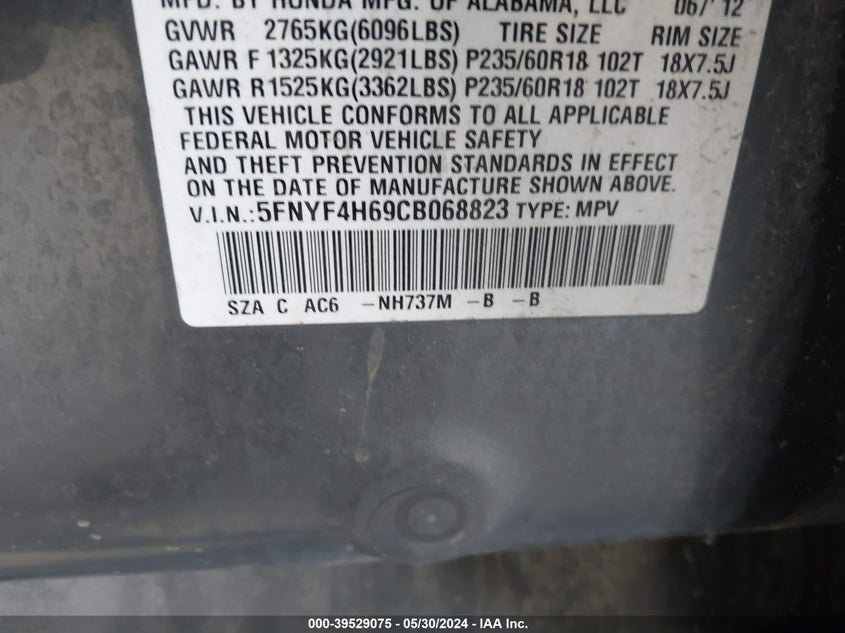 MFD. BY HONDA MFG. OF ALABAMA, LLC 06/ 12
GVWR 2765KG(6096LBS) TIRE SIZE RIM SIZE
GAWR F 1325KG(2921LBS) P235/60R18 102T 18X7.5J
GAWR R1525KG(3362LBS) P235/60R18 102T 18X7.5J
THIS VEHICLE CONFORMS TO ALL APPLICABLE
FEDERAL MOTOR VEHICLE SAFETY
AND THEFT PREVENTION STANDARDS IN EFFECT
ON THE DATE OF MANUFACTURE SHOWN ABOVE.
V.I.N.: 5FNYF4H69CB068823 TYPE: MPV
SZA C AC6 -NH737M -B -B
000-39529075 - 05/30/2024 - IAA Inc.